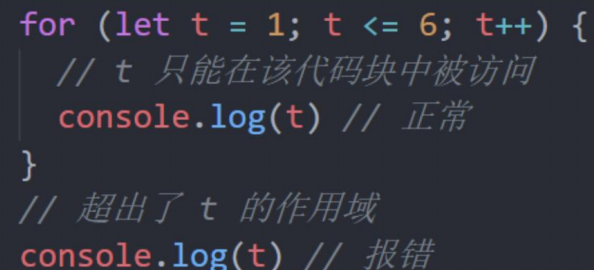 for (let t = 1; t <= 6; t++) {
// t 只能在该代码块中被访问
console.log(t) // 正常
}
// 超出了 t 的作用域
console.log(t) // 报错